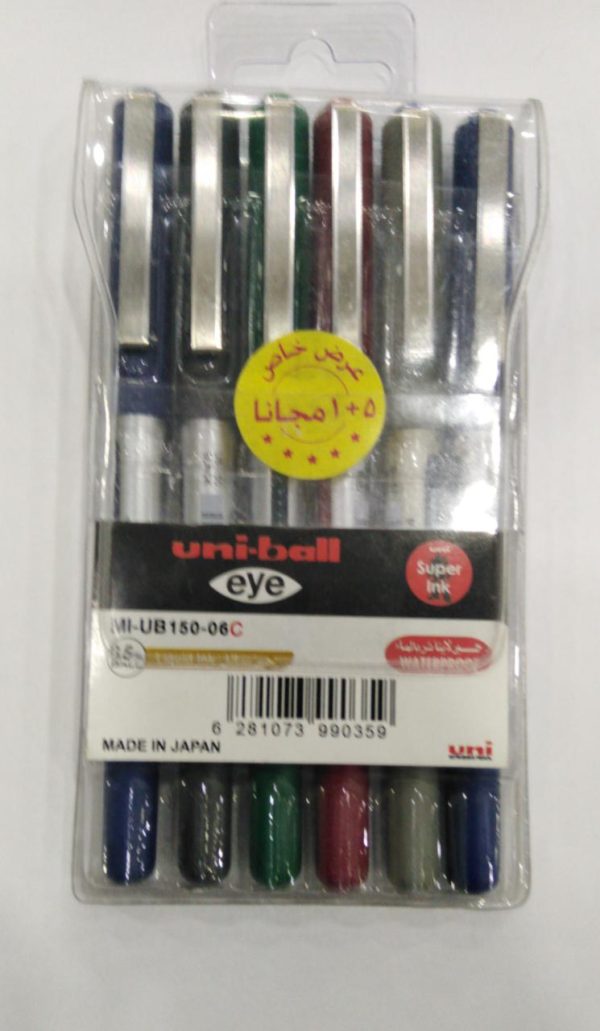 عرض خاص
٥+١ مجانا
uni-ball
eye
uni
Super
Ink
MI-UB150-06C
WATERPROOF
6 281073 990359
MADE IN JAPAN
uni